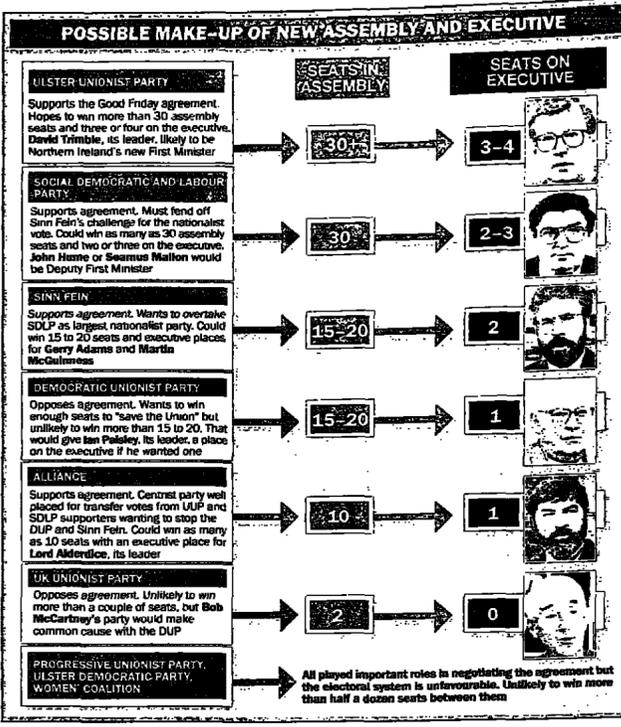 POSSIBLE MAKE-UP OF NEW ASSEMBLY AND EXECUTIVE
SEATS IN
ASSEMBLY
SEATS ON
EXECUTIVE
ULSTER UNIONIST PARTY
Supports the Good Friday agreement.
Hopes to win more than 30 assembly
seats and three or four on the executive.
David Trimble, its leader, likely to be
Northern Ireland's new First Minister
30+
3–4
SOCIAL DEMOCRATIC AND LABOUR
PARTY
Supports agreement. Must fend off
Sinn Fein's challenge for the nationalist
vote. Could win as many as 30 assembly
seats and two or three on the executive.
John Hume or Seamus Mallon would
be Deputy First Minister
30
2–3
SINN FEIN
Supports agreement. Wants to overtake
SDLP as largest nationalist party. Could
win 15 to 20 seats and executive places
for Gerry Adams and Martin
McGuinness
15–20
2
DEMOCRATIC UNIONIST PARTY
Opposes agreement. Wants to win
enough seats to "save the Union" but
unlikely to win more than 15 to 20. That
would give Ian Paisley, its leader, a place
on the executive if he wanted one
15–20
1
ALLIANCE
Supports agreement. Centrist party well
placed for transfer votes from UUP and
SDLP supporters wanting to stop the
DUP and Sinn Fein. Could win as many
as 10 seats with an executive place for
Lord Alderdice, its leader
10
1
UK UNIONIST PARTY
Opposes agreement. Unlikely to win
more than a couple of seats, but Bob
McCartney's party would make
common cause with the DUP
2
0
PROGRESSIVE UNIONIST PARTY,
ULSTER DEMOCRATIC PARTY,
WOMEN' COALITION
All played important roles in negotiating the agreement but
the electoral system is unfavourable. Unlikely to win more
than half a dozen seats between them